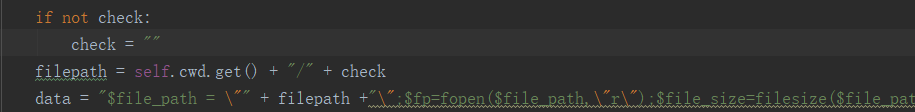 if not check:
check = ""
filepath = self.cwd.get() + "/" + check
data = "$file_path = \"" + filepath +"\";$fp=fopen($file_path,\"r\");$file_size=filesize($file_pat